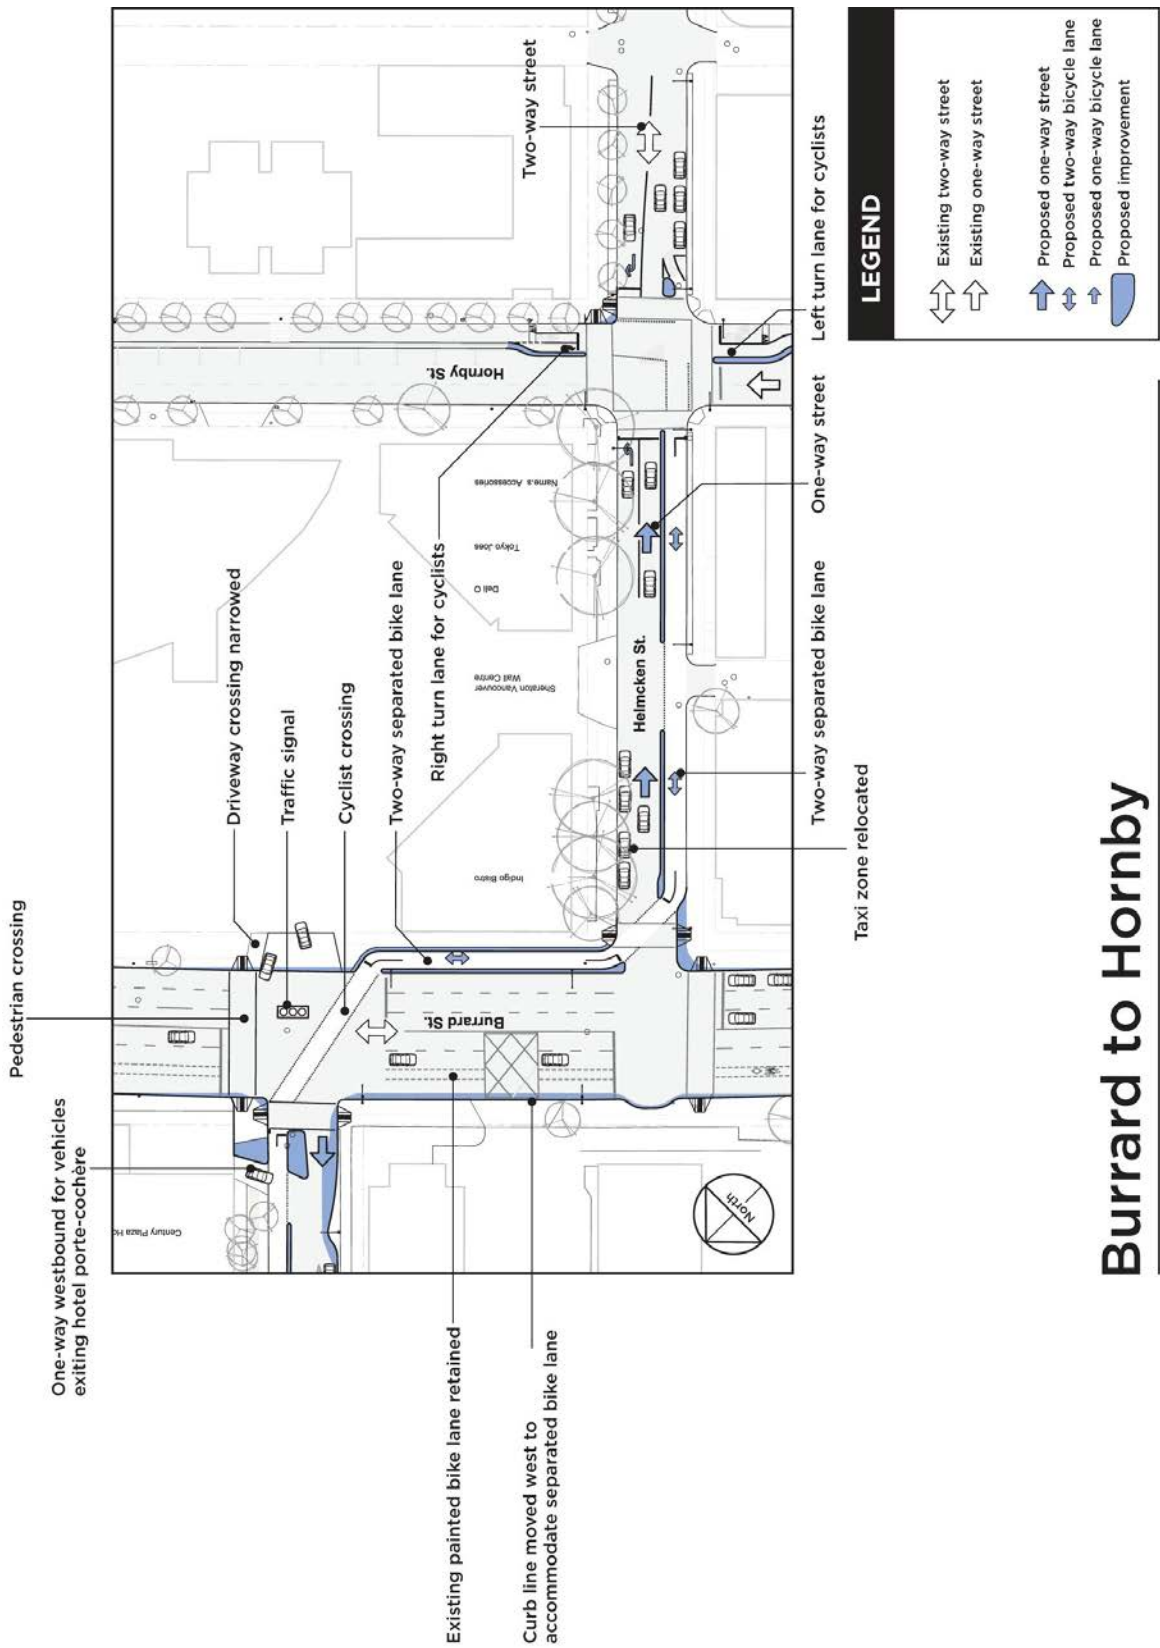 Pedestrian crossing
One-way westbound for vehicles
exiting hotel porte-cochère
Driveway crossing narrowed
Traffic signal
Cyclist crossing
Two-way separated bike lane
Right turn lane for cyclists
Two-way street
Existing painted bike lane retained
Curb line moved west to
accommodate separated bike lane
Century Plaza Ho
North
Burrard
St.
Indigo Bistro
Sheraton Vancouver
Wall Centre
Deli O
Tokyo Joes
Name.s Accessories
Hornby St.
Helmcken St.
Taxi zone relocated
Two-way separated bike lane
One-way street
Left turn lane for cyclists
LEGEND
Existing two-way street
Existing one-way street
Proposed one-way street
Proposed two-way bicycle lane
Proposed one-way bicycle lane
Proposed improvement
Burrard to Hornby